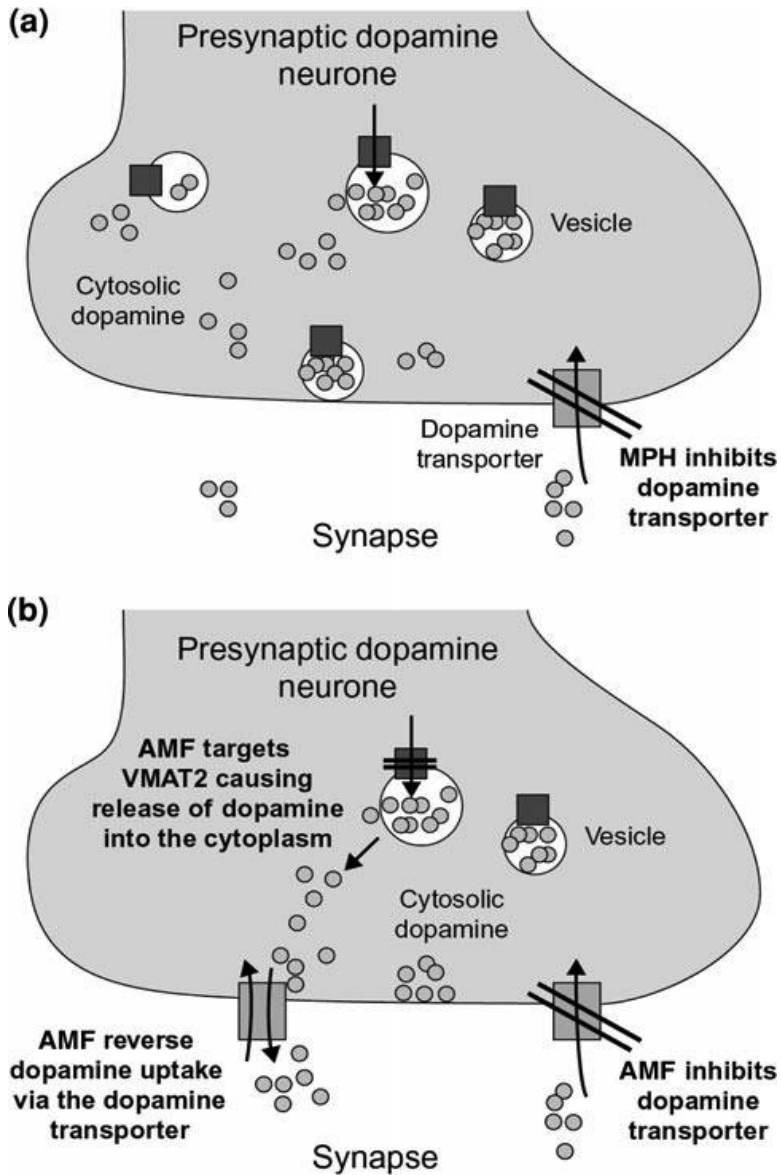 (a)
Presynaptic dopamine
neurone
Vesicle
Cytosolic
dopamine
Dopamine
transporter
MPH inhibits
dopamine
transporter
Synapse
(b)
Presynaptic dopamine
neurone
AMF targets
VMAT2 causing
release of dopamine
into the cytoplasm
Vesicle
Cytosolic
dopamine
AMF reverse
dopamine uptake
via the dopamine
transporter
AMF inhibits
dopamine
transporter
Synapse